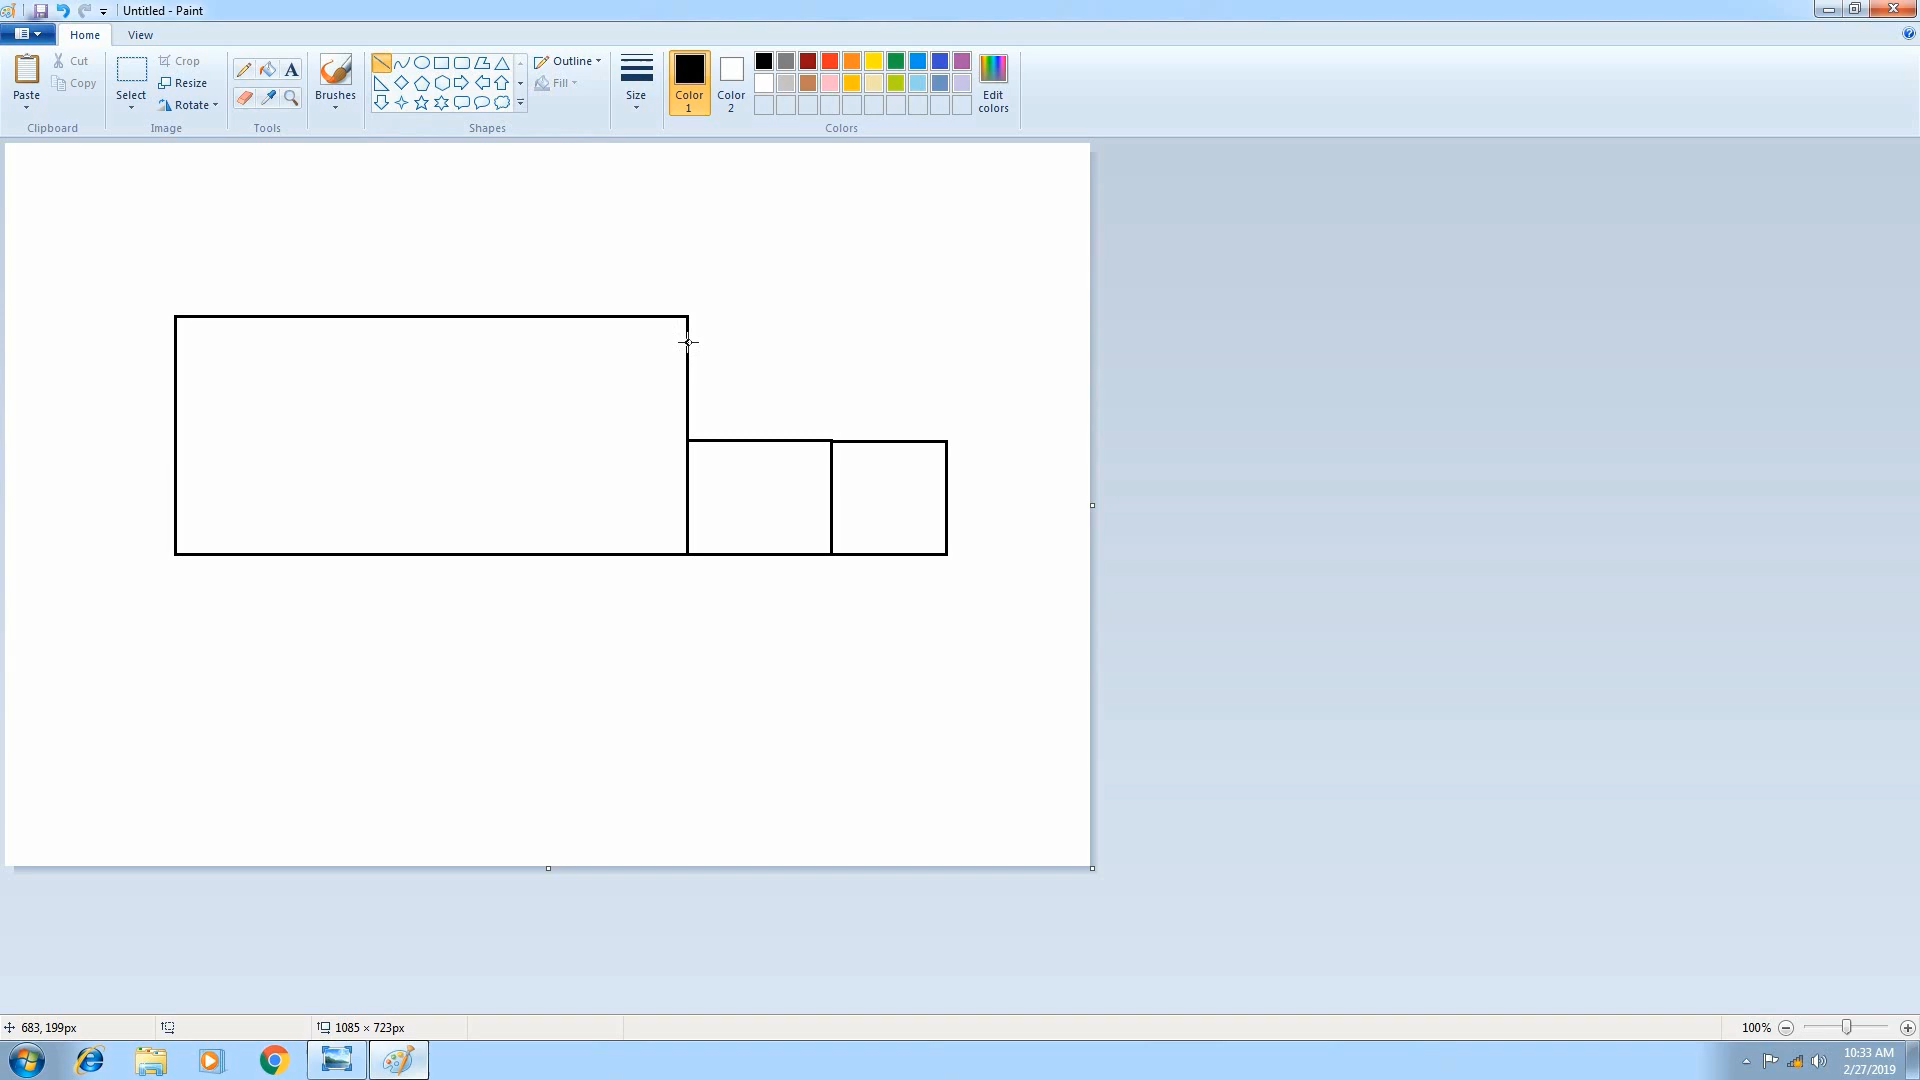 Untitled - Paint
Home View
Paste
Cut
Copy
Clipboard
Select
Crop
Resize
Rotate
Image
A
Tools
Brushes
Shapes
Outline
Fill
Size
Color 1
Color 2
Edit colors
Colors
683, 199px
1085 × 723px
100%
10:33 AM
2/27/2019